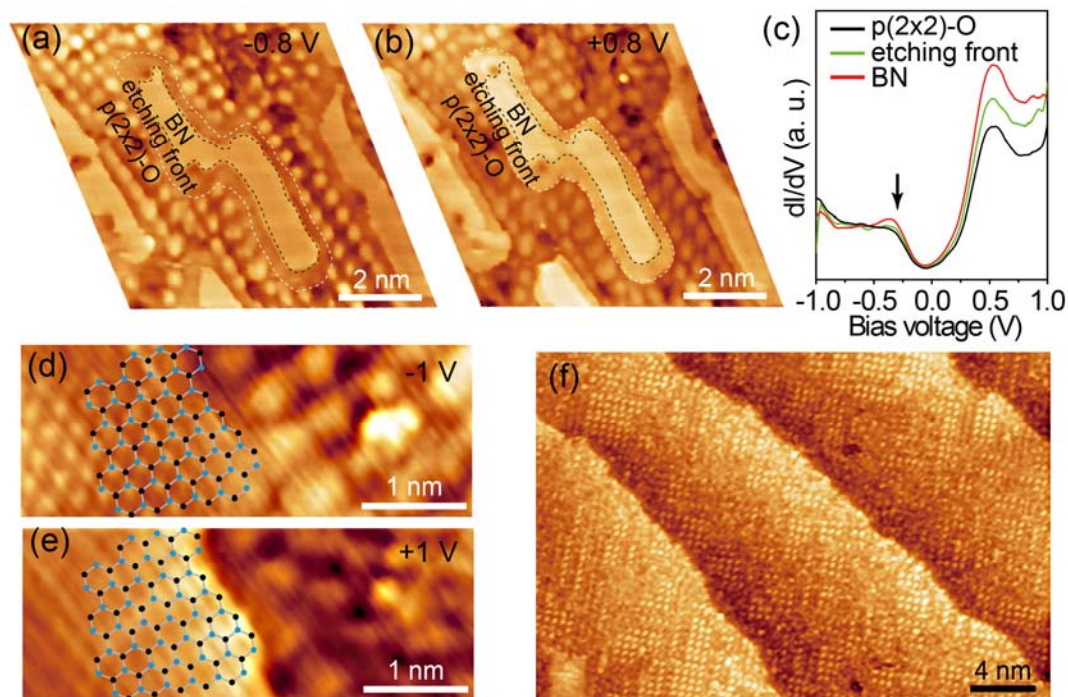 (a)
-0.8 V
BN
etching front
p(2x2)-O
2 nm
(b)
+0.8 V
BN
etching front
p(2x2)-O
2 nm
(c)
p(2x2)-O
etching front
BN
dI/dV (a. u.)
-1.0 -0.5 0.0 0.5 1.0
Bias voltage (V)
(d)
-1 V
1 nm
(e)
+1 V
1 nm
(f)
4 nm